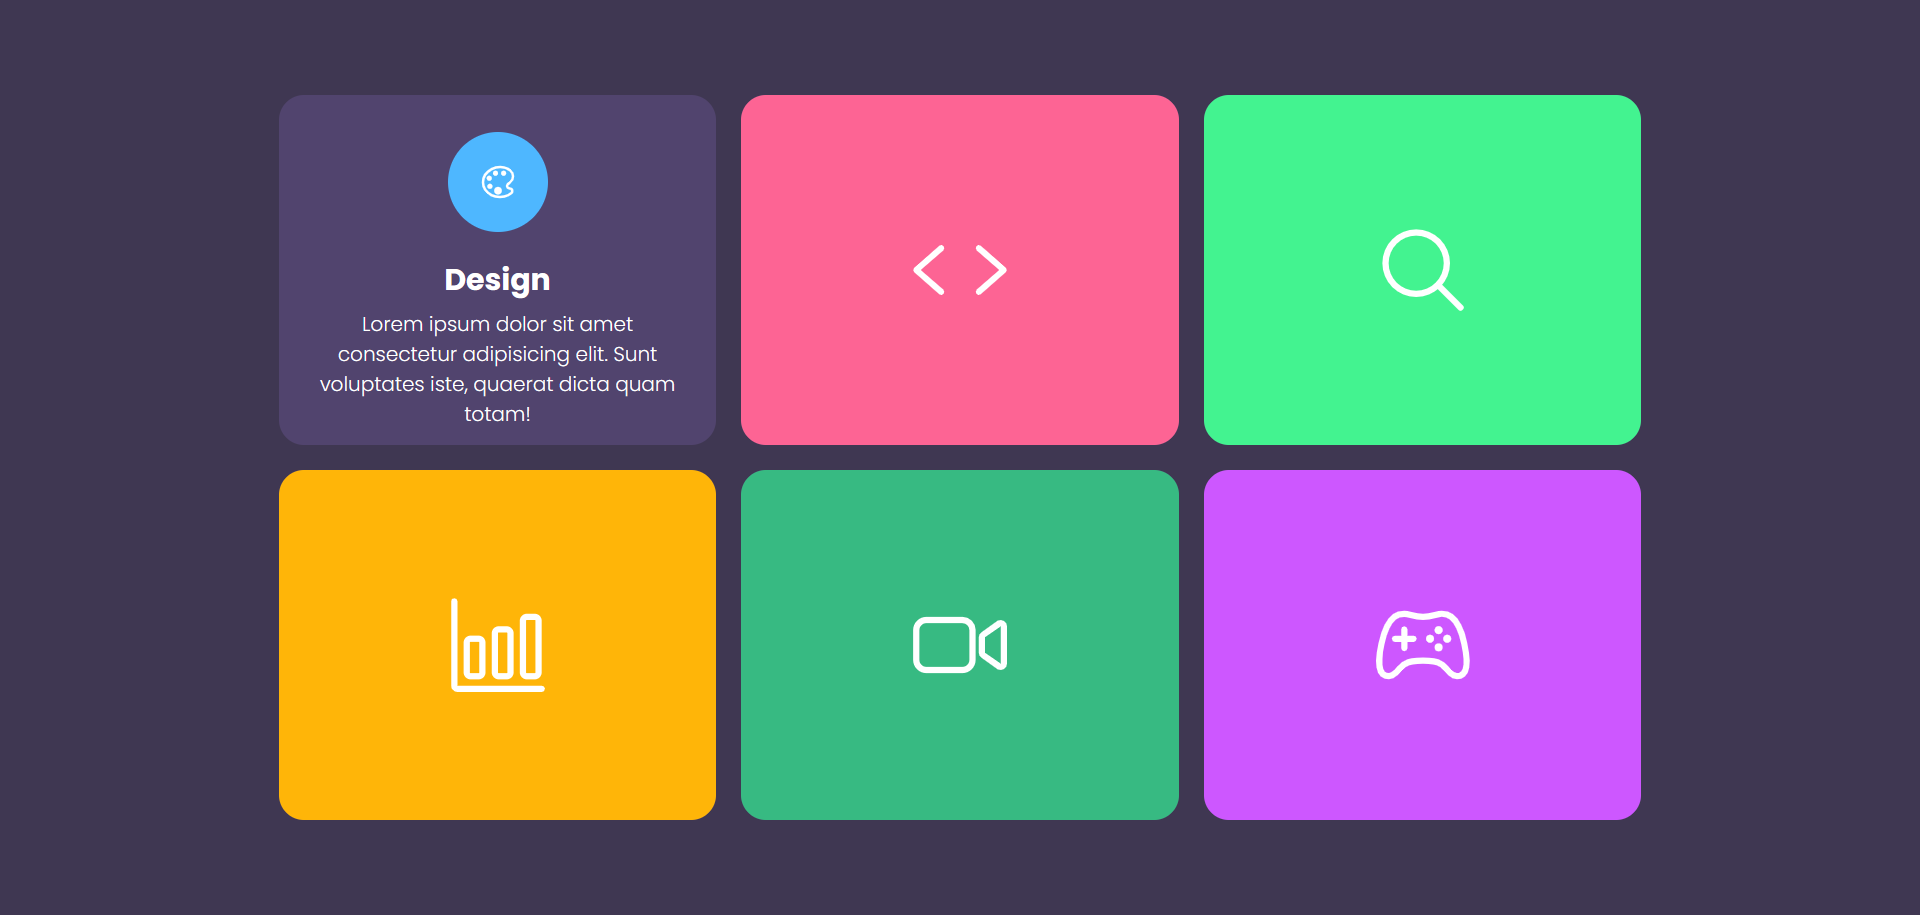 Design
Lorem ipsum dolor sit amet
consectetur adipisicing elit. Sunt
voluptates iste, quaerat dicta quam
totam!